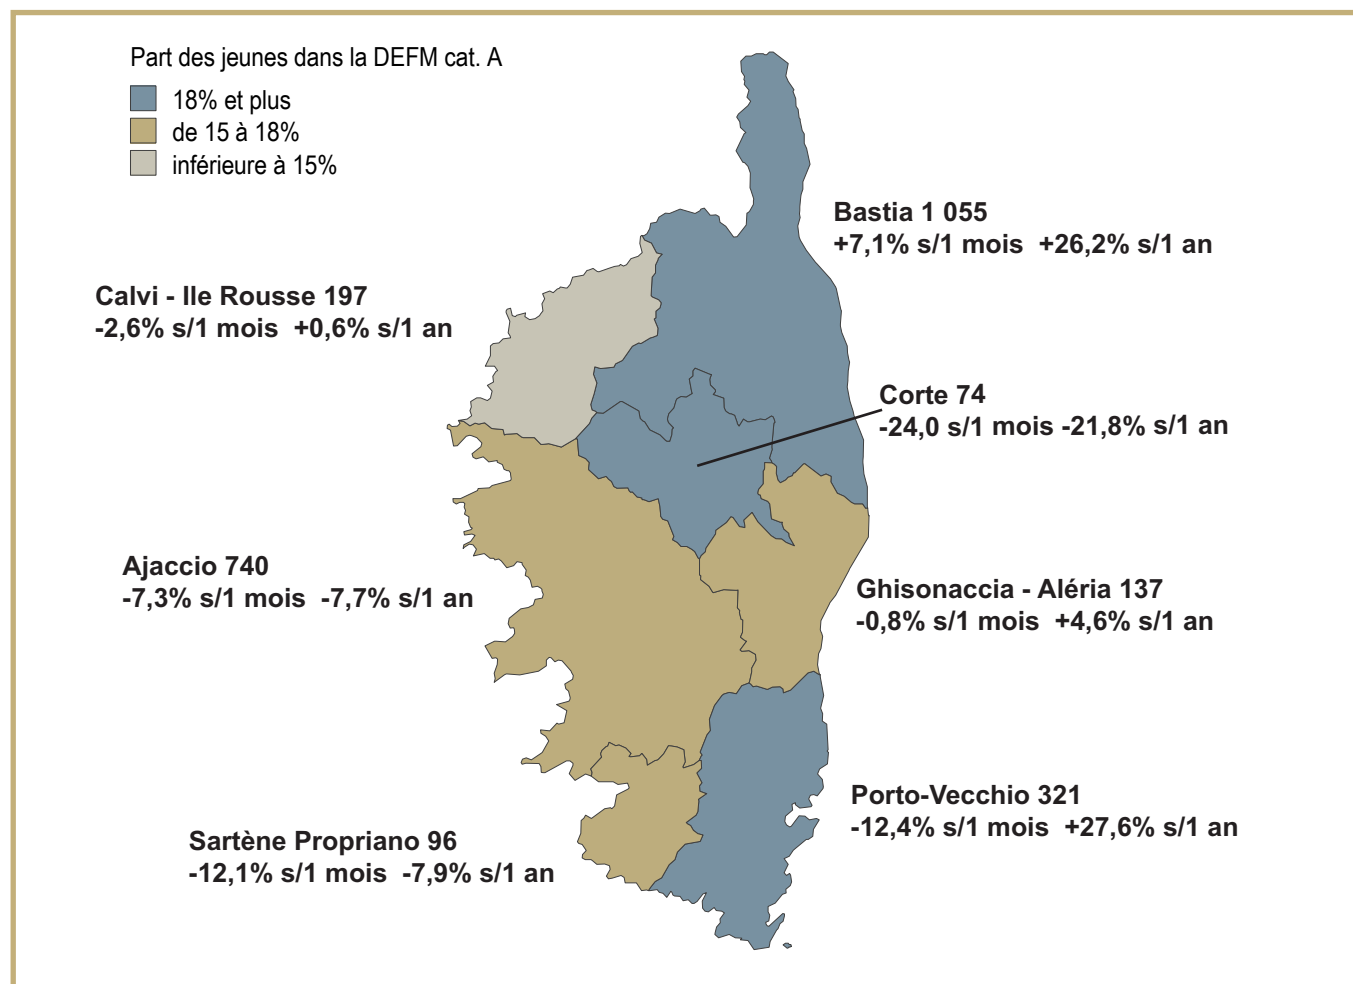 Part des jeunes dans la DEFM cat. A
18% et plus
de 15 à 18%
inférieure à 15%
Bastia 1 055
+7,1% s/1 mois +26,2% s/1 an
Calvi - Ile Rousse 197
-2,6% s/1 mois +0,6% s/1 an
Corte 74
-24,0 s/1 mois -21,8% s/1 an
Ajaccio 740
-7,3% s/1 mois -7,7% s/1 an
Ghisonaccia - Aléria 137
-0,8% s/1 mois +4,6% s/1 an
Porto-Vecchio 321
-12,4% s/1 mois +27,6% s/1 an
Sartène Propriano 96
-12,1% s/1 mois -7,9% s/1 an